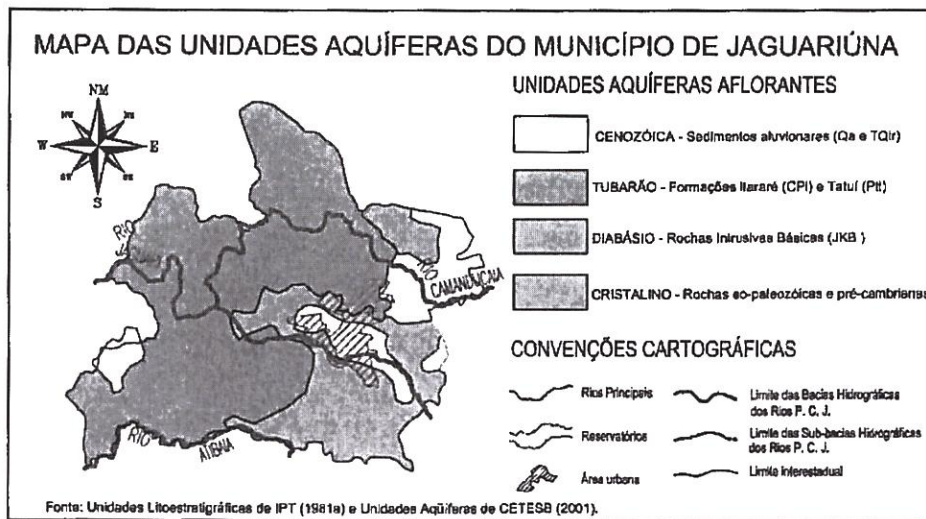 MAPA DAS UNIDADES AQUÍFERAS DO MUNICÍPIO DE JAGUARIÚNA
NM
W E
S
RIO
RIO
CAMANDUCAIA
RIO
ATIBAIA
UNIDADES AQUÍFERAS AFLORANTES
CENOZÓICA - Sedimentos aluvionares (Qa e TQir)
TUBARÃO - Formações Itararé (CPi) e Tatuí (Ptt)
DIABÁSIO - Rochas Intrusivas Básicas (JKB )
CRISTALINO - Rochas eo-paleozóicas e pré-cambrianas
CONVENÇÕES CARTOGRÁFICAS
Rios Principais
Reservatórios
Área urbana
Limite das Bacias Hidrográficas
dos Rios P. C. J.
Limite das Sub-bacias Hidrográficas
dos Rios P. C. J.
Limite Interestadual
Fonte: Unidades Litoestratigráficas de IPT (1981a) e Unidades Aqüíferas de CETESB (2001).